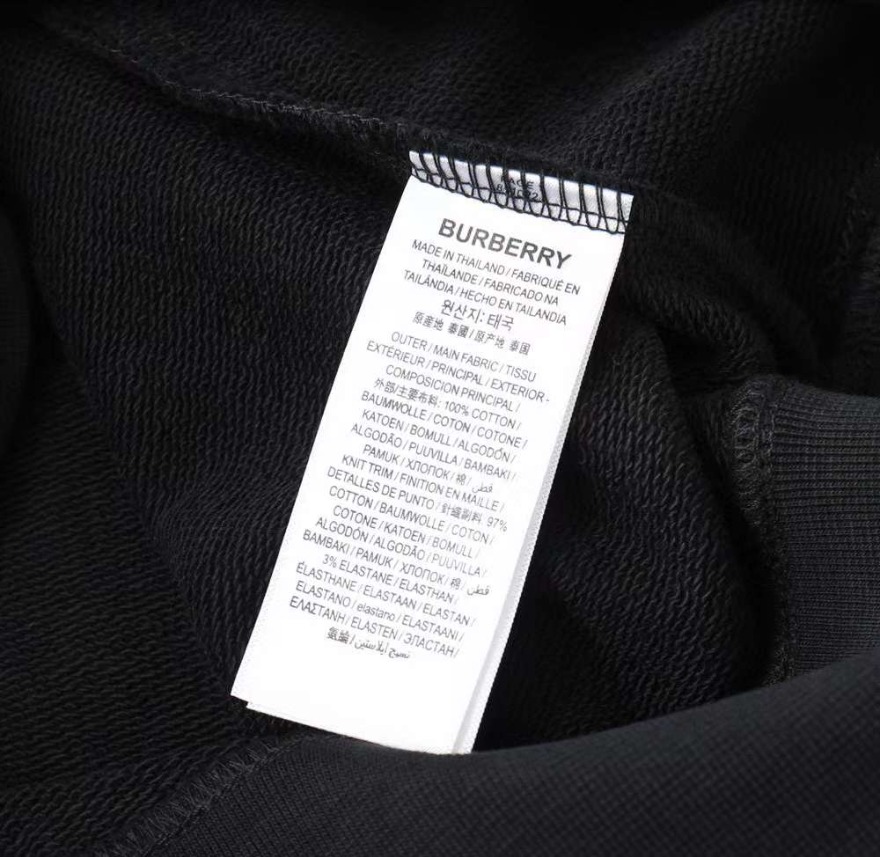 BURBERRY
MADE IN THAILAND / FABRIQUÉ EN
THAÏLANDE / FABRICADO NA
TAILÂNDIA / HECHO EN TAILANDIA
원산지: 태국
原產地 泰國 / 原产地 泰国
OUTER / MAIN FABRIC / TISSU
EXTÉRIEUR / PRINCIPAL / EXTERIOR -
COMPOSICION PRINCIPAL /
外部/主要布料: 100% COTTON /
BAUMWOLLE / COTON / COTONE /
KATOEN / BOMULL / ALGODÓN /
ALGODÃO / PUUVILLA / BAMBAKI /
PAMUK / ХЛОПОК / 棉 / قطن
KNIT TRIM / FINITION EN MAILLE /
DETALLES DE PUNTO / 針織副料: 97%
COTTON / BAUMWOLLE / COTON /
COTONE / KATOEN / BOMULL /
ALGODÓN / ALGODÃO / PUUVILLA /
BAMBAKI / PAMUK / ХЛОПОК / 棉 / قطن
3% ELASTANE / ELASTHAN /
ÉLASTHANE / ELASTAAN / ELASTAN /
ELASTANO / elastano / ELASTAANI /
ΕΛΑΣΤΑΝΗ / ELASTEN / ЭЛАСТАН /
氨綸 / نسيج إيلاستين